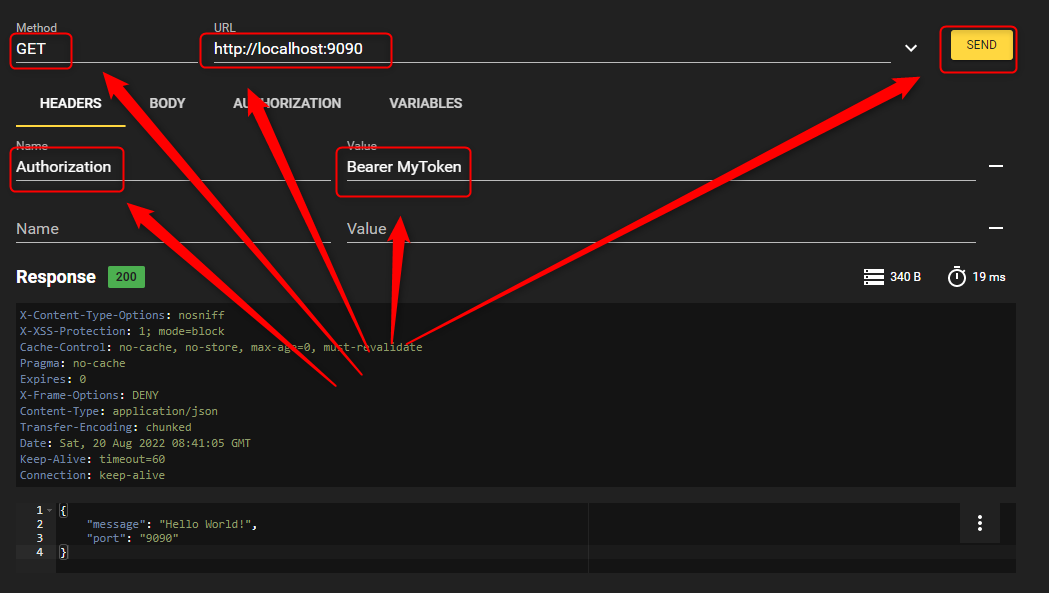 Method URL
GET http://localhost:9090 SEND
HEADERS BODY AUTHORIZATION VARIABLES
Name Value
Authorization Bearer MyToken
Name Value
Response 200 340 B 19 ms
X-Content-Type-Options: nosniff
X-XSS-Protection: 1; mode=block
Cache-Control: no-cache, no-store, max-age=0, must-revalidate
Pragma: no-cache
Expires: 0
X-Frame-Options: DENY
Content-Type: application/json
Transfer-Encoding: chunked
Date: Sat, 20 Aug 2022 08:41:05 GMT
Keep-Alive: timeout=60
Connection: keep-alive
1 {
2 "message": "Hello World!",
3 "port": "9090"
4 }